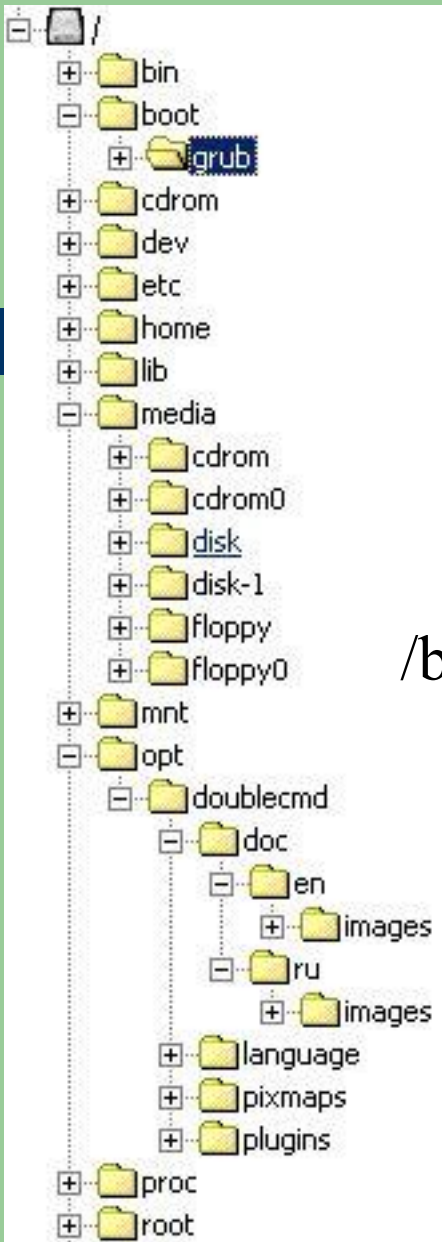 /
bin
boot
grub
cdrom
dev
etc
home
lib
media
cdrom
cdrom0
disk
disk-1
floppy
floppy0
/b
mnt
opt
doublecmd
doc
en
images
ru
images
language
pixmaps
plugins
proc
root